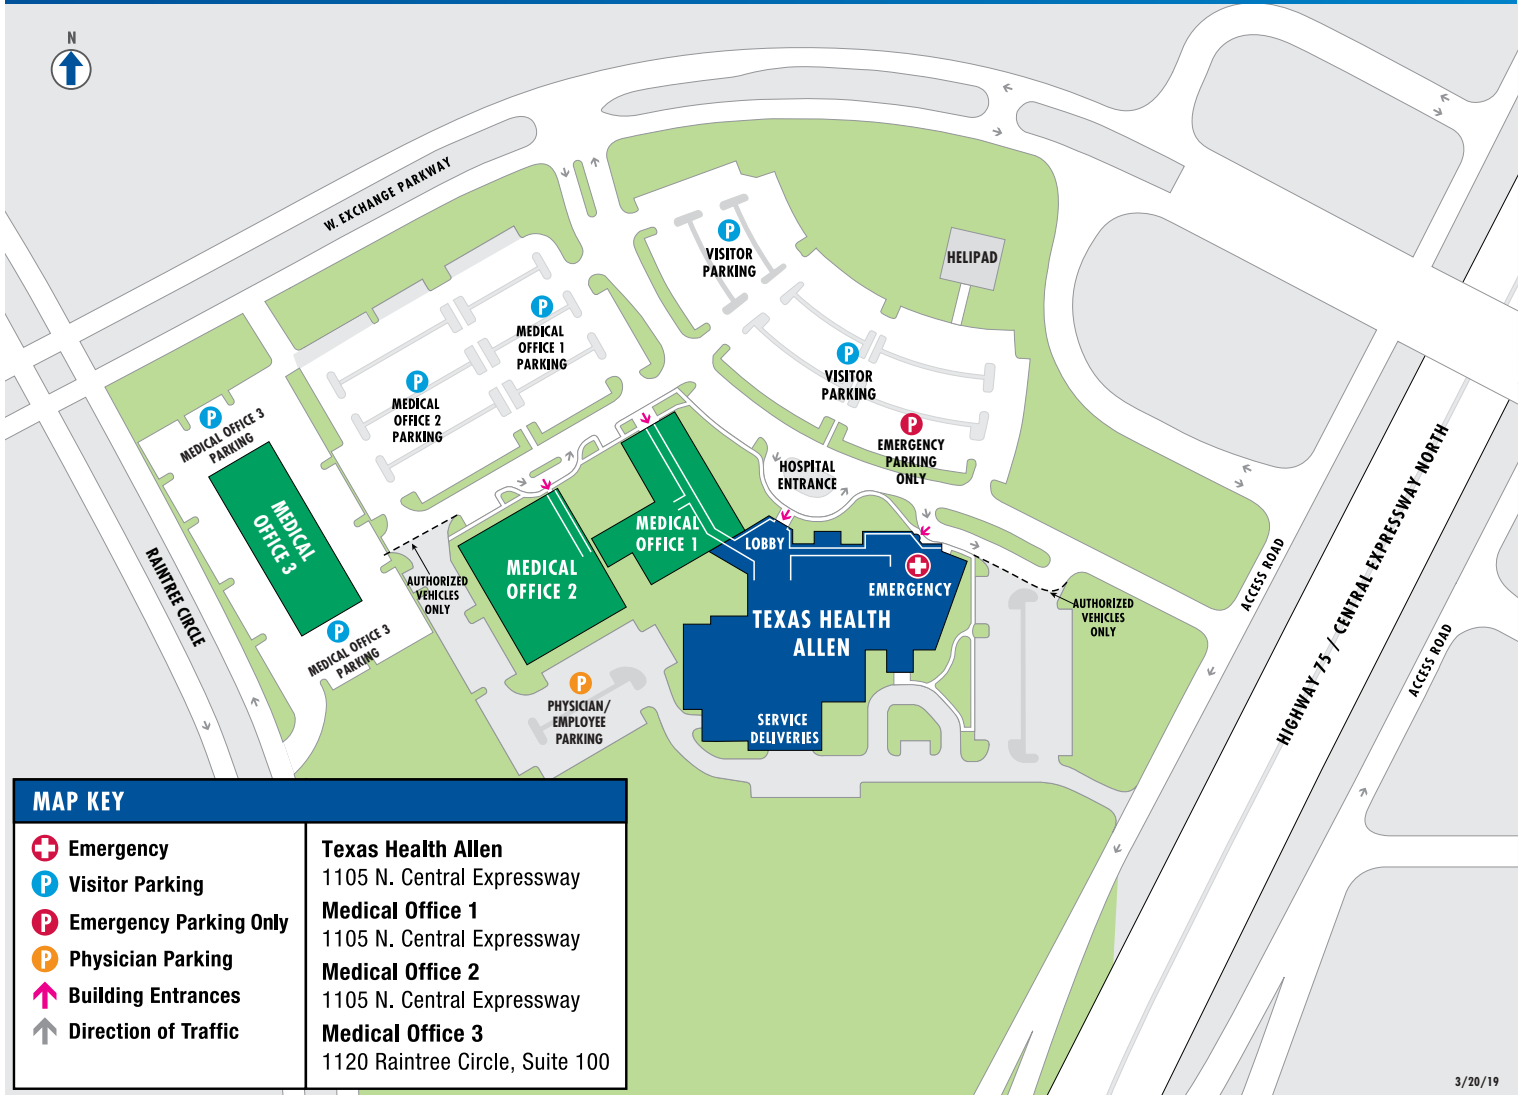 N
W. EXCHANGE PARKWAY
P
VISITOR
PARKING
HELIPAD
P
MEDICAL
OFFICE 1
PARKING
P
MEDICAL
OFFICE 2
PARKING
P
VISITOR
PARKING
P
MEDICAL OFFICE 3
PARKING
P
EMERGENCY
PARKING
ONLY
HOSPITAL
ENTRANCE
MEDICAL
OFFICE 3
MEDICAL
OFFICE 1
LOBBY
MEDICAL
OFFICE 2
AUTHORIZED
VEHICLES
ONLY
EMERGENCY
TEXAS HEALTH
ALLEN
AUTHORIZED
VEHICLES
ONLY
RAINTREE CIRCLE
P
MEDICAL OFFICE 3
PARKING
P
PHYSICIAN/
EMPLOYEE
PARKING
SERVICE
DELIVERIES
ACCESS ROAD
HIGHWAY 75 / CENTRAL EXPRESSWAY NORTH
ACCESS ROAD
MAP KEY
Emergency
P Visitor Parking
P Emergency Parking Only
P Physician Parking
Building Entrances
Direction of Traffic
Texas Health Allen
1105 N. Central Expressway
Medical Office 1
1105 N. Central Expressway
Medical Office 2
1105 N. Central Expressway
Medical Office 3
1120 Raintree Circle, Suite 100
3/20/19